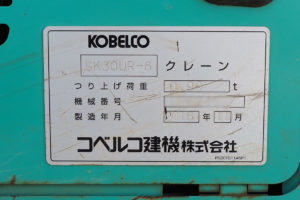 KOBELCO
SK30UR-6 クレーン
つり上げ荷重 t
機械番号
製造年月 年 月
コベルコ建機株式会社